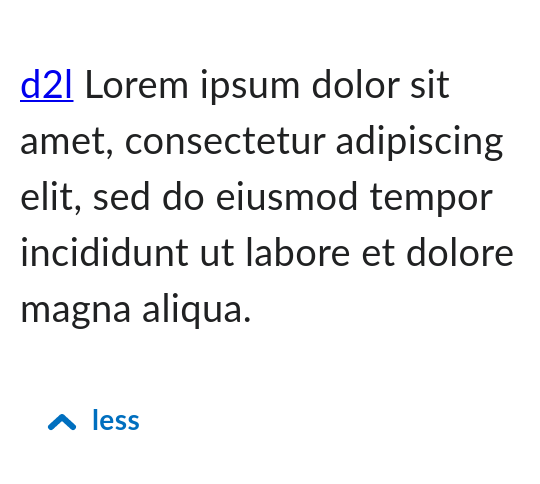 d2l Lorem ipsum dolor sit
amet, consectetur adipiscing
elit, sed do eiusmod tempor
incididunt ut labore et dolore
magna aliqua.
less